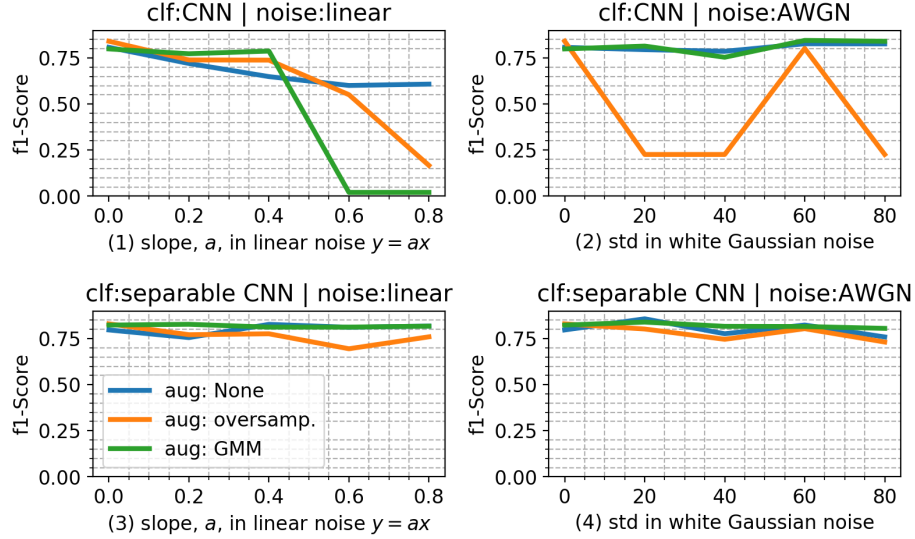 clf:CNN | noise:linear
f1-Score
0.75
0.50
0.25
0.00
0.0 0.2 0.4 0.6 0.8
(1) slope, a, in linear noise y = ax
clf:CNN | noise:AWGN
f1-Score
0.75
0.50
0.25
0.00
0 20 40 60 80
(2) std in white Gaussian noise
clf:separable CNN | noise:linear
f1-Score
0.75
0.50
0.25
0.00
aug: None
aug: oversamp.
aug: GMM
0.0 0.2 0.4 0.6 0.8
(3) slope, a, in linear noise y = ax
clf:separable CNN | noise:AWGN
f1-Score
0.75
0.50
0.25
0.00
0 20 40 60 80
(4) std in white Gaussian noise